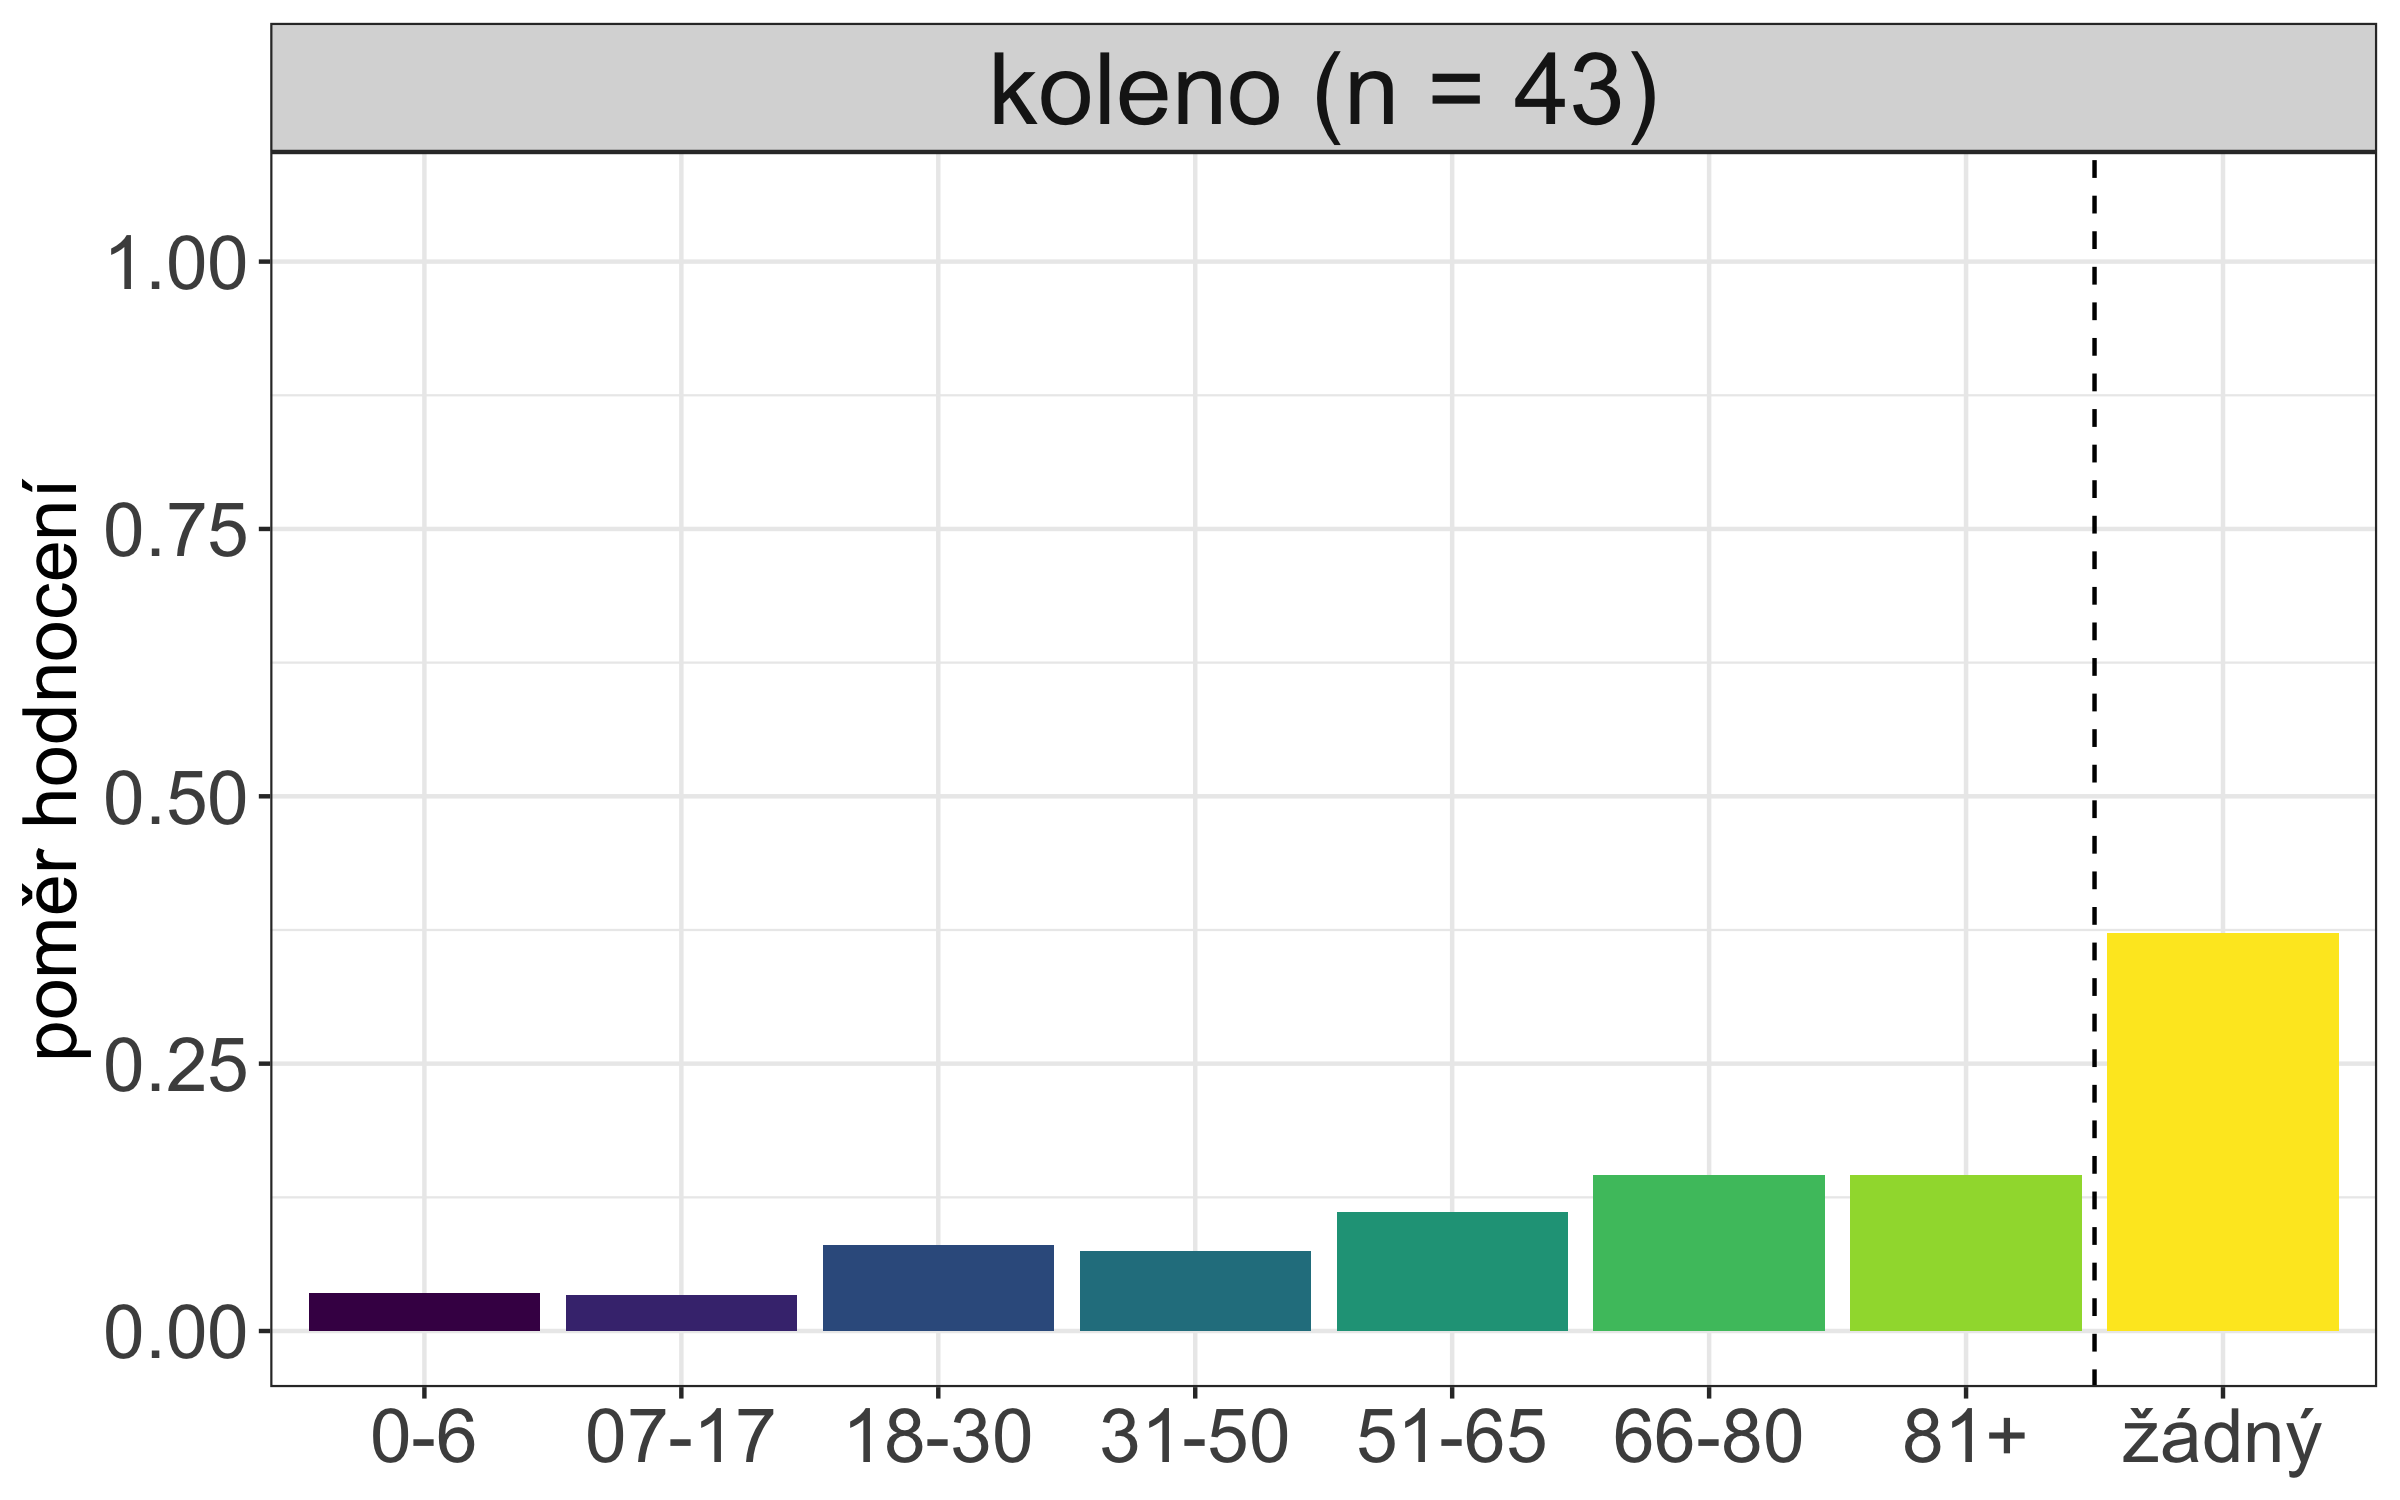 koleno (n = 43)
poměr hodnocení
1.00
0.75
0.50
0.25
0.00
0-6 07-17 18-30 31-50 51-65 66-80 81+ žádný